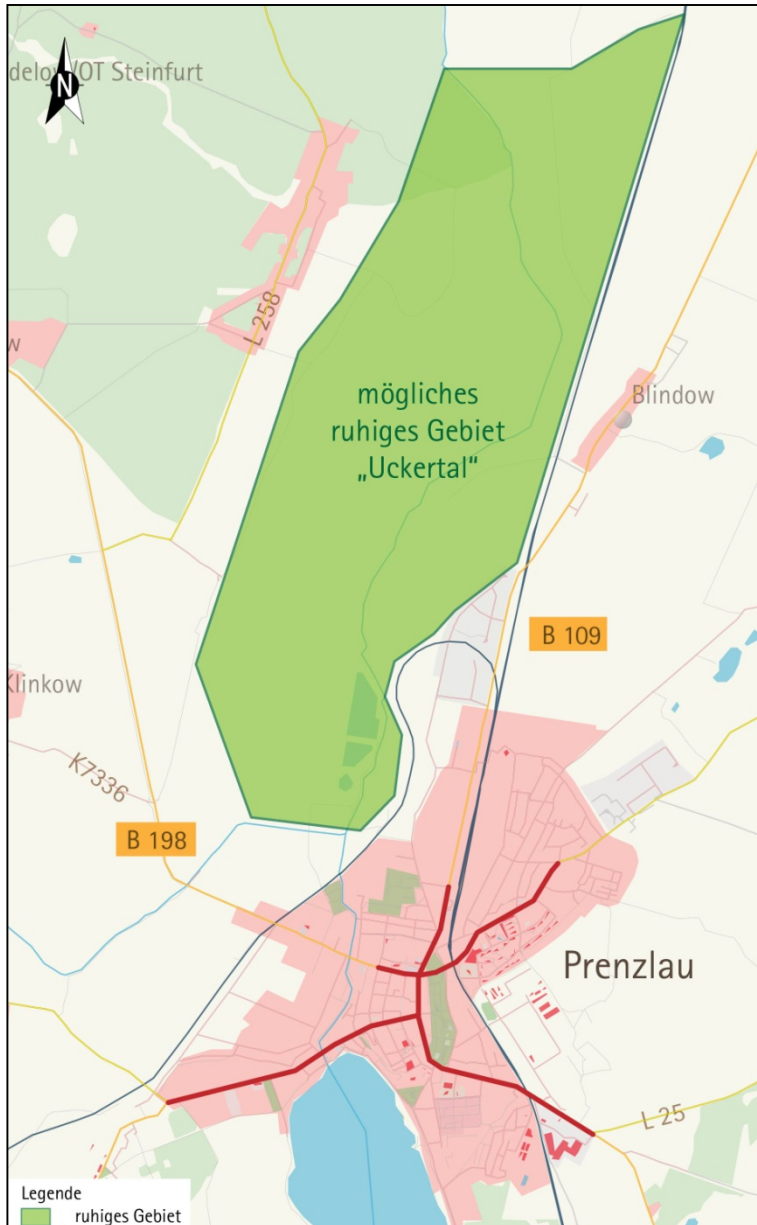 N
delow/OT Steinfurt
L 258
w
mögliches
ruhiges Gebiet
„Uckertal“
Blindow
B 109
Klinkow
K7336
B 198
Prenzlau
L 25
Legende
ruhiges Gebiet